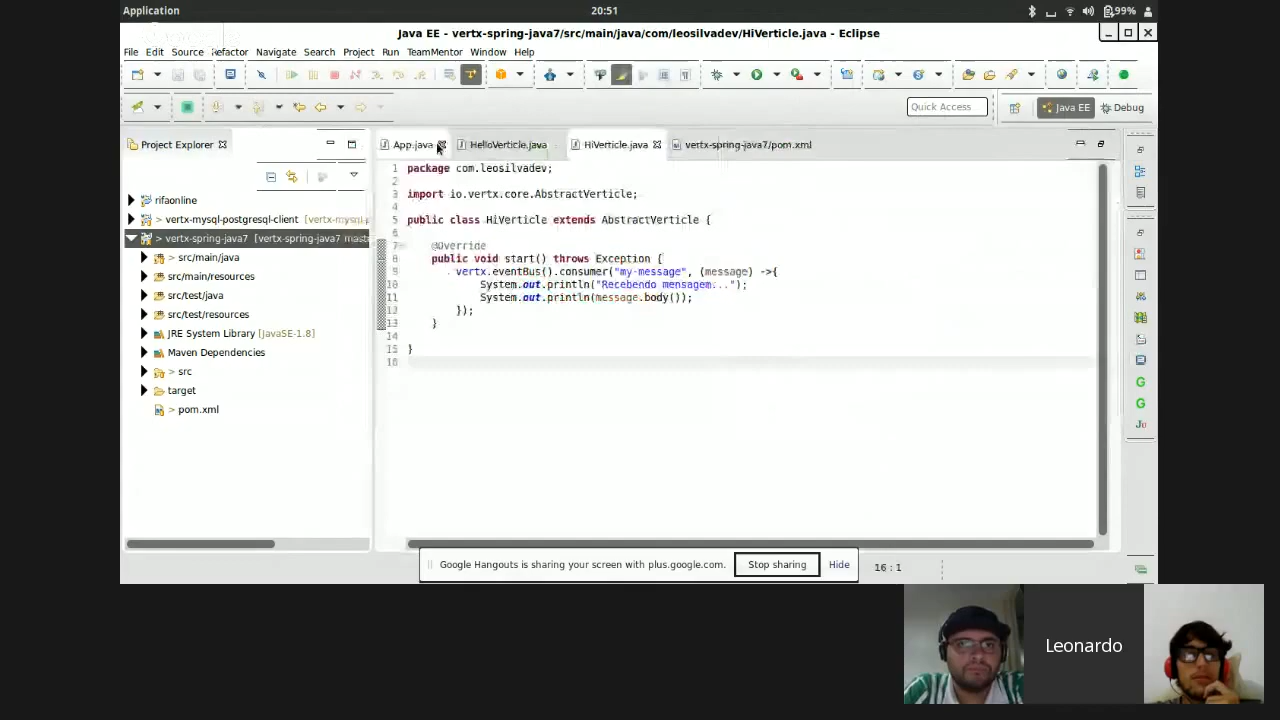 Application
20:51
99%
Java EE - vertx-spring-java7/src/main/java/com/leosilvadev/HiVerticle.java - Eclipse
File Edit Source Refactor Navigate Search Project Run TeamMentor Window Help
Quick Access
Java EE
Debug
Project Explorer
App.java
HelloVerticle.java
HiVerticle.java
vertx-spring-java7/pom.xml
rifaonline
> vertx-mysql-postgresql-client [vertx-mysql-p
> vertx-spring-java7 [vertx-spring-java7 mast
> src/main/java
src/main/resources
src/test/java
src/test/resources
JRE System Library [JavaSE-1.8]
Maven Dependencies
> src
target
> pom.xml
1 package com.leosilvadev;
2
3 import io.vertx.core.AbstractVerticle;
4
5 public class HiVerticle extends AbstractVerticle {
6
7 @Override
8 public void start() throws Exception {
9 vertx.eventBus().consumer("my-message", (message) ->{
10 System.out.println("Recebendo mensagem...");
11 System.out.println(message.body());
12 });
13 }
14
15 }
16
Google Hangouts is sharing your screen with plus.google.com.
Stop sharing
Hide
16 : 1
Leonardo